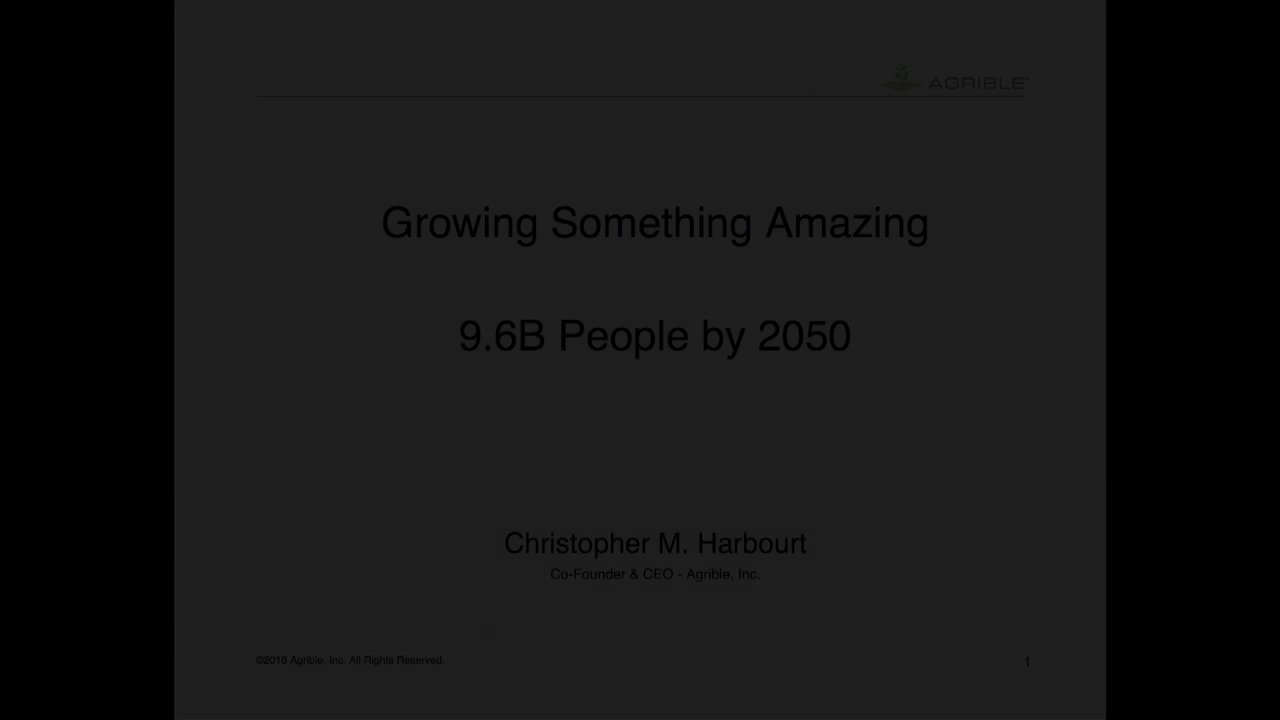 AGRIBLE
Growing Something Amazing
9.6B People by 2050
Christopher M. Harbourt
Co-Founder & CEO - Agrible, Inc.
©2016 Agrible, Inc. All Rights Reserved.
1